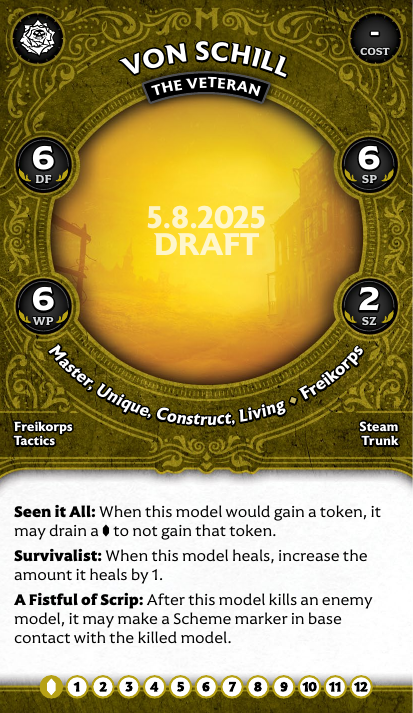 -
COST
VON SCHILL
THE VETERAN
6
DF
6
SP
5.8.2025
DRAFT
6
WP
2
SZ
Master, Unique, Construct, Living ♦ Freikorps
Freikorps
Tactics
Steam
Trunk
Seen it All: When this model would gain a token, it
may drain a ⬮ to not gain that token.
Survivalist: When this model heals, increase the
amount it heals by 1.
A Fistful of Scrip: After this model kills an enemy
model, it may make a Scheme marker in base
contact with the killed model.
1 2 3 4 5 6 7 8 9 10 11 12